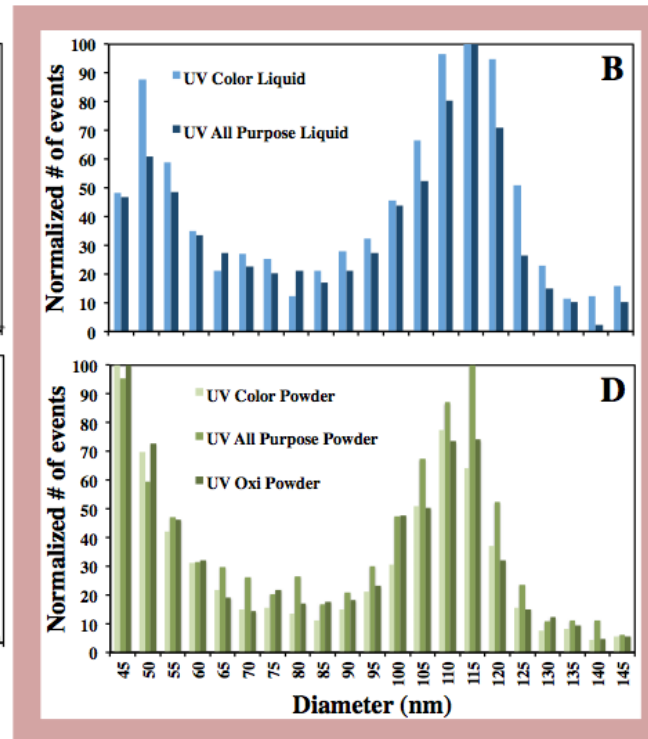 B
UV Color Liquid
UV All Purpose Liquid
Normalized # of events
100
90
80
70
60
50
40
30
20
10
0
D
UV Color Powder
UV All Purpose Powder
UV Oxi Powder
Normalized # of events
100
90
80
70
60
50
40
30
20
10
0
45 50 55 60 65 70 75 80 85 90 95 100 105 110 115 120 125 130 135 140 145
Diameter (nm)